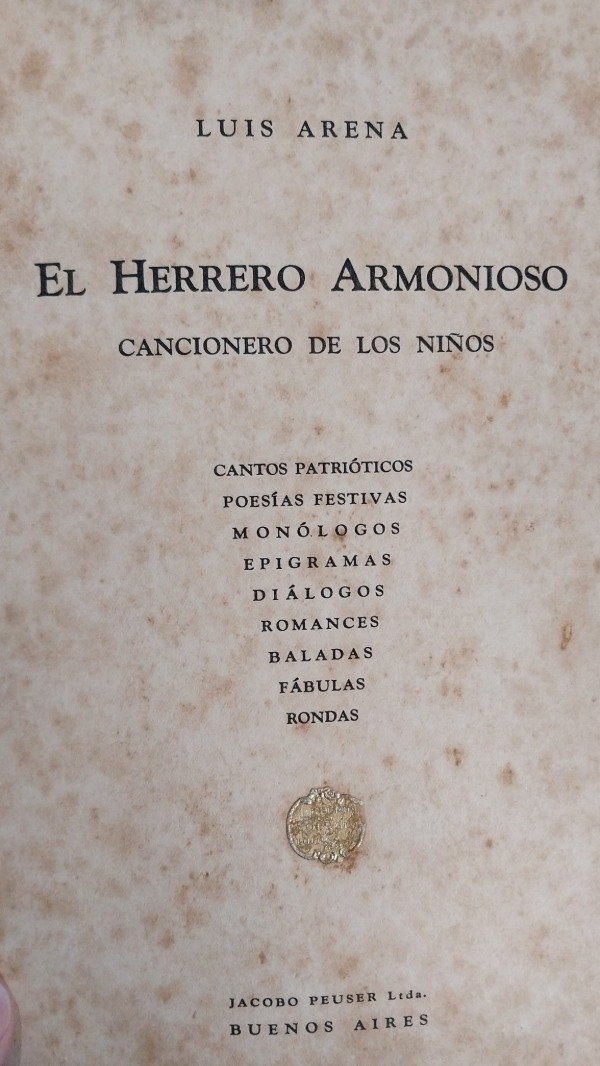 LUIS ARENA
EL HERRERO ARMONIOSO
CANCIONERO DE LOS NIÑOS
CANTOS PATRIÓTICOS
POESÍAS FESTIVAS
MONÓLOGOS
EPIGRAMAS
DIÁLOGOS
ROMANCES
BALADAS
FÁBULAS
RONDAS
JACOBO PEUSER Ltda.
BUENOS AIRES